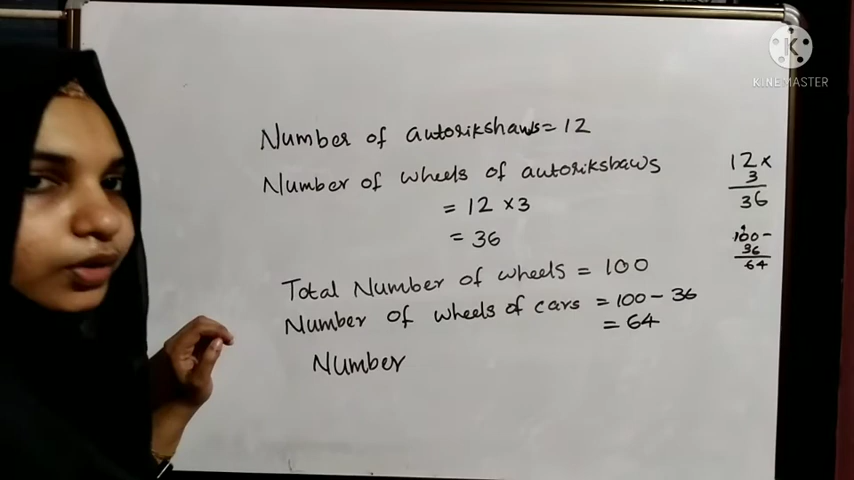 K
KINEMASTER
Number of autorikshaws = 12
Number of wheels of autoriksbaws
= 12 × 3
= 36
Total Number of wheels = 100
Number of wheels of cars = 100 - 36
= 64
Number
12 ×
3
36
100 -
36
64